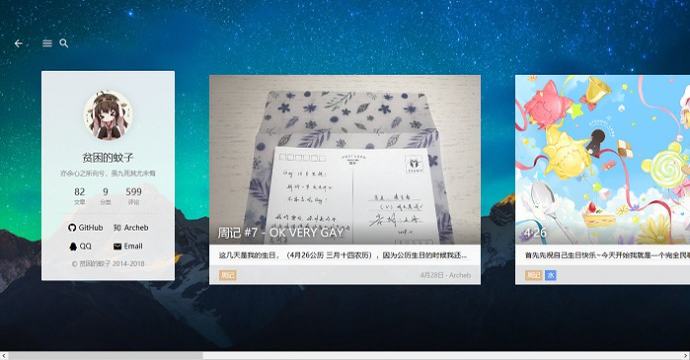 贫困的蚊子
亦余心之所向兮，虽九死其尤未悔
82 9 599
文章 分类 评论
GitHub 知 Archeb
QQ Email
© 贫困的蚊子 2014-2018
周记 #7 - OK VERY GAY
这几天是我的生日，（4月26公历 三月十四农历），因为公历生日的时候我还...
周记
4月28日 - Archeb
4-26
首先先祝自己生日快乐~今天开始我就是一个完全民事
周记 水